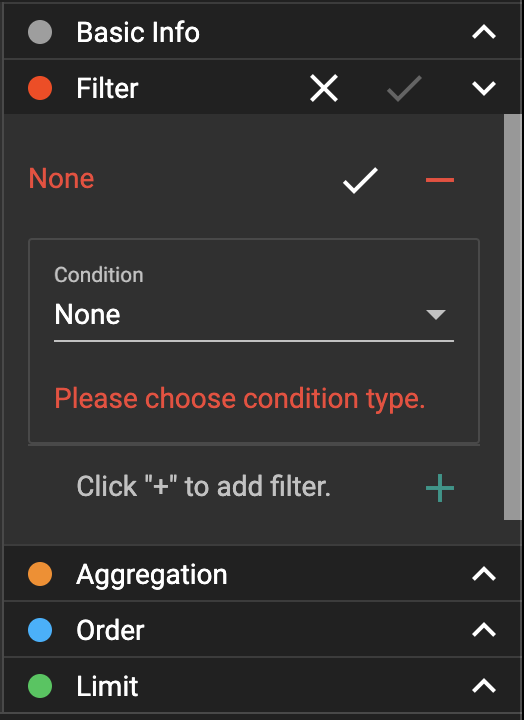 Basic Info
Filter
None
Condition
None
Please choose condition type.
Click "+" to add filter.
Aggregation
Order
Limit